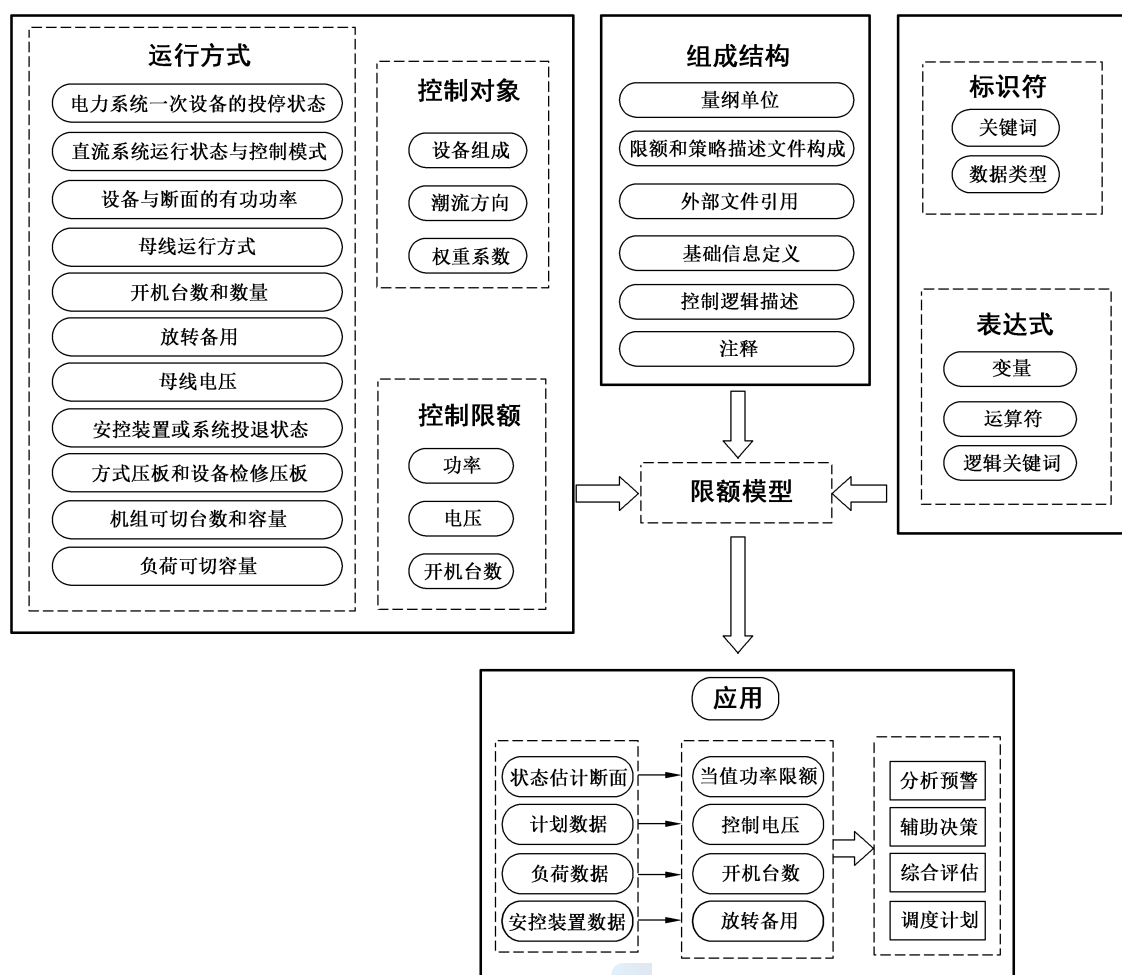 运行方式
电力系统一次设备的投停状态
直流系统运行状态与控制模式
设备与断面的有功功率
母线运行方式
开机台数和数量
放转备用
母线电压
安控装置或系统投退状态
方式压板和设备检修压板
机组可切台数和容量
负荷可切容量
控制对象
设备组成
潮流方向
权重系数
控制限额
功率
电压
开机台数
组成结构
量纲单位
限额和策略描述文件构成
外部文件引用
基础信息定义
控制逻辑描述
注释
标识符
关键词
数据类型
表达式
变量
运算符
逻辑关键词
限额模型
应用
状态估计断面
计划数据
负荷数据
安控装置数据
当值功率限额
控制电压
开机台数
放转备用
分析预警
辅助决策
综合评估
调度计划